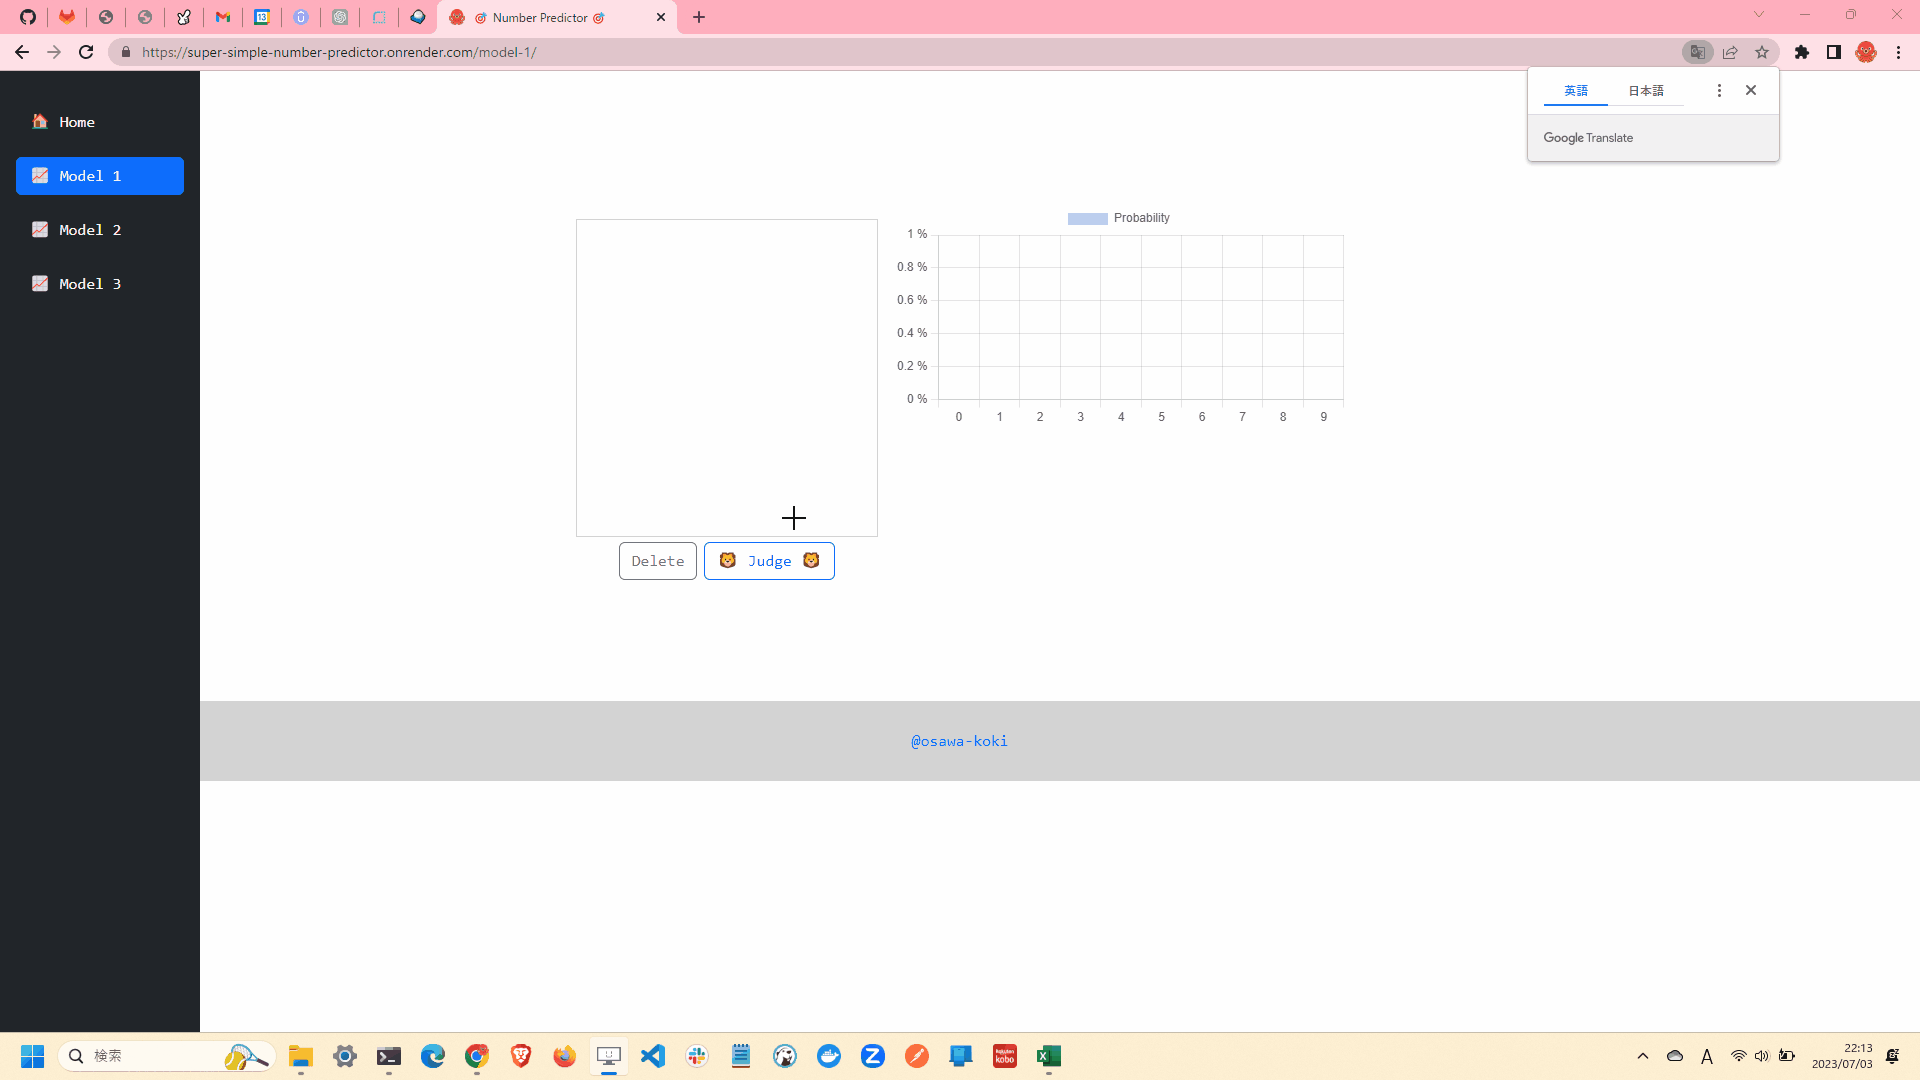 Number Predictor
https://super-simple-number-predictor.onrender.com/model-1/
英語 日本語
Google Translate
Home
Model 1
Model 2
Model 3
Probability
1 %
0.8 %
0.6 %
0.4 %
0.2 %
0 %
0 1 2 3 4 5 6 7 8 9
Delete
Judge
@osawa-koki
検索
A
22:13
2023/07/03